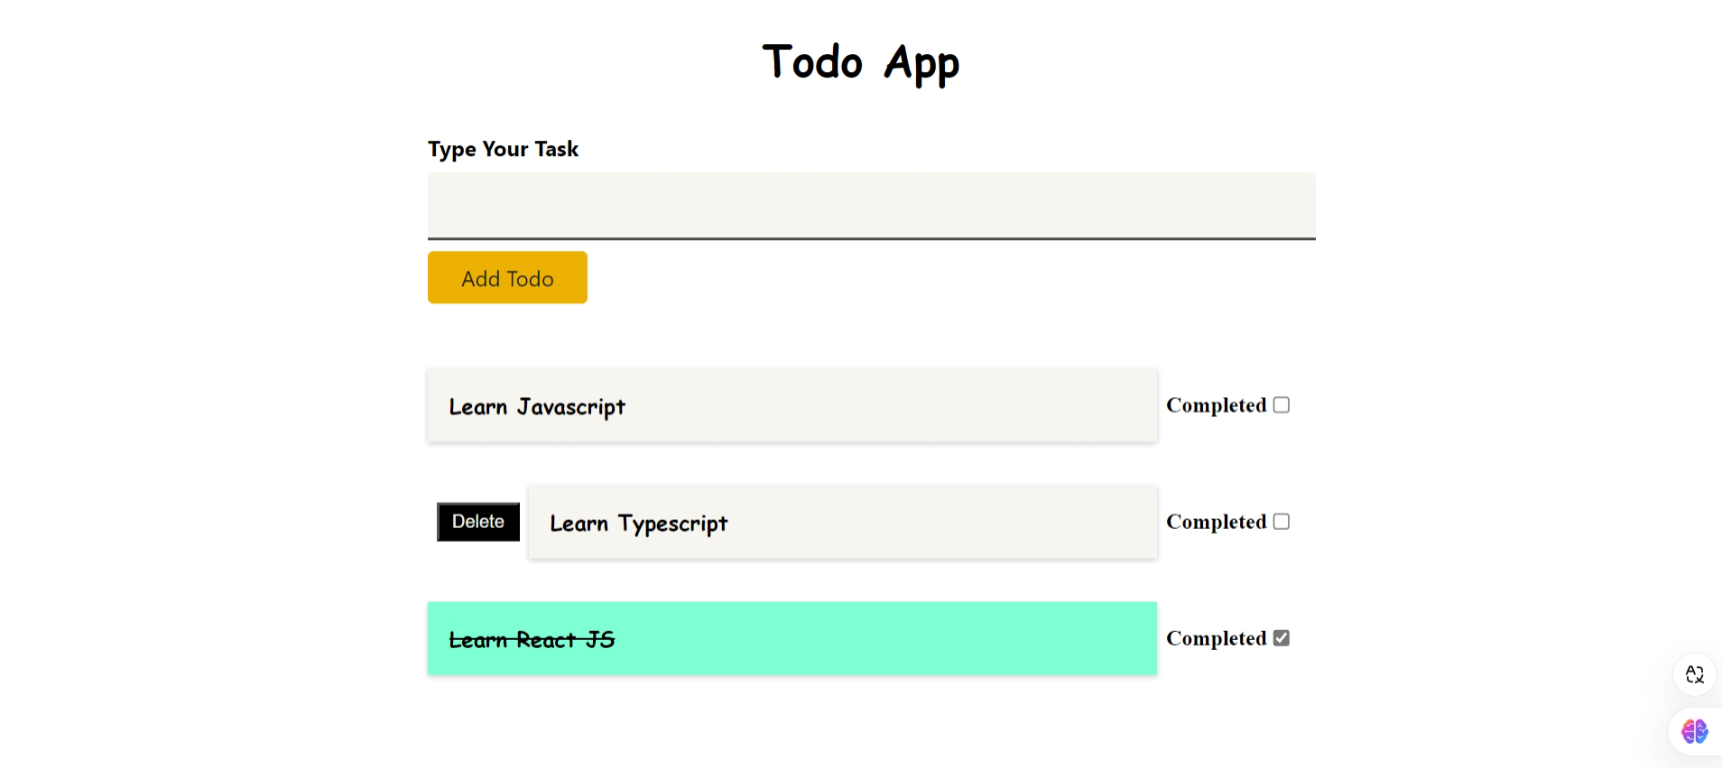 Todo App
Type Your Task
Add Todo
Learn Javascript Completed
Delete Learn Typescript Completed
Learn React JS Completed